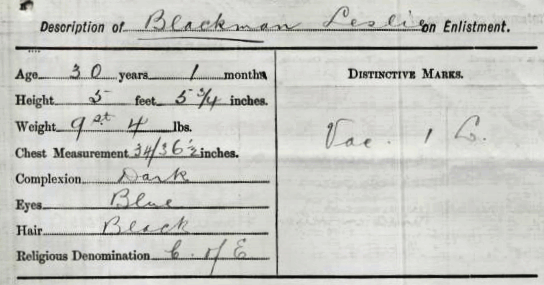 Description of Blackman Leslie on Enlistment.
Age 30 years 1 months
Height 5 feet 5 3/4 inches.
Weight 9 st 4 lbs.
Chest Measurement 34/36 1/2 inches.
Complexion Dark
Eyes Blue
Hair Black
Religious Denomination C. of E
DISTINCTIVE MARKS.
Vac. 1 L.